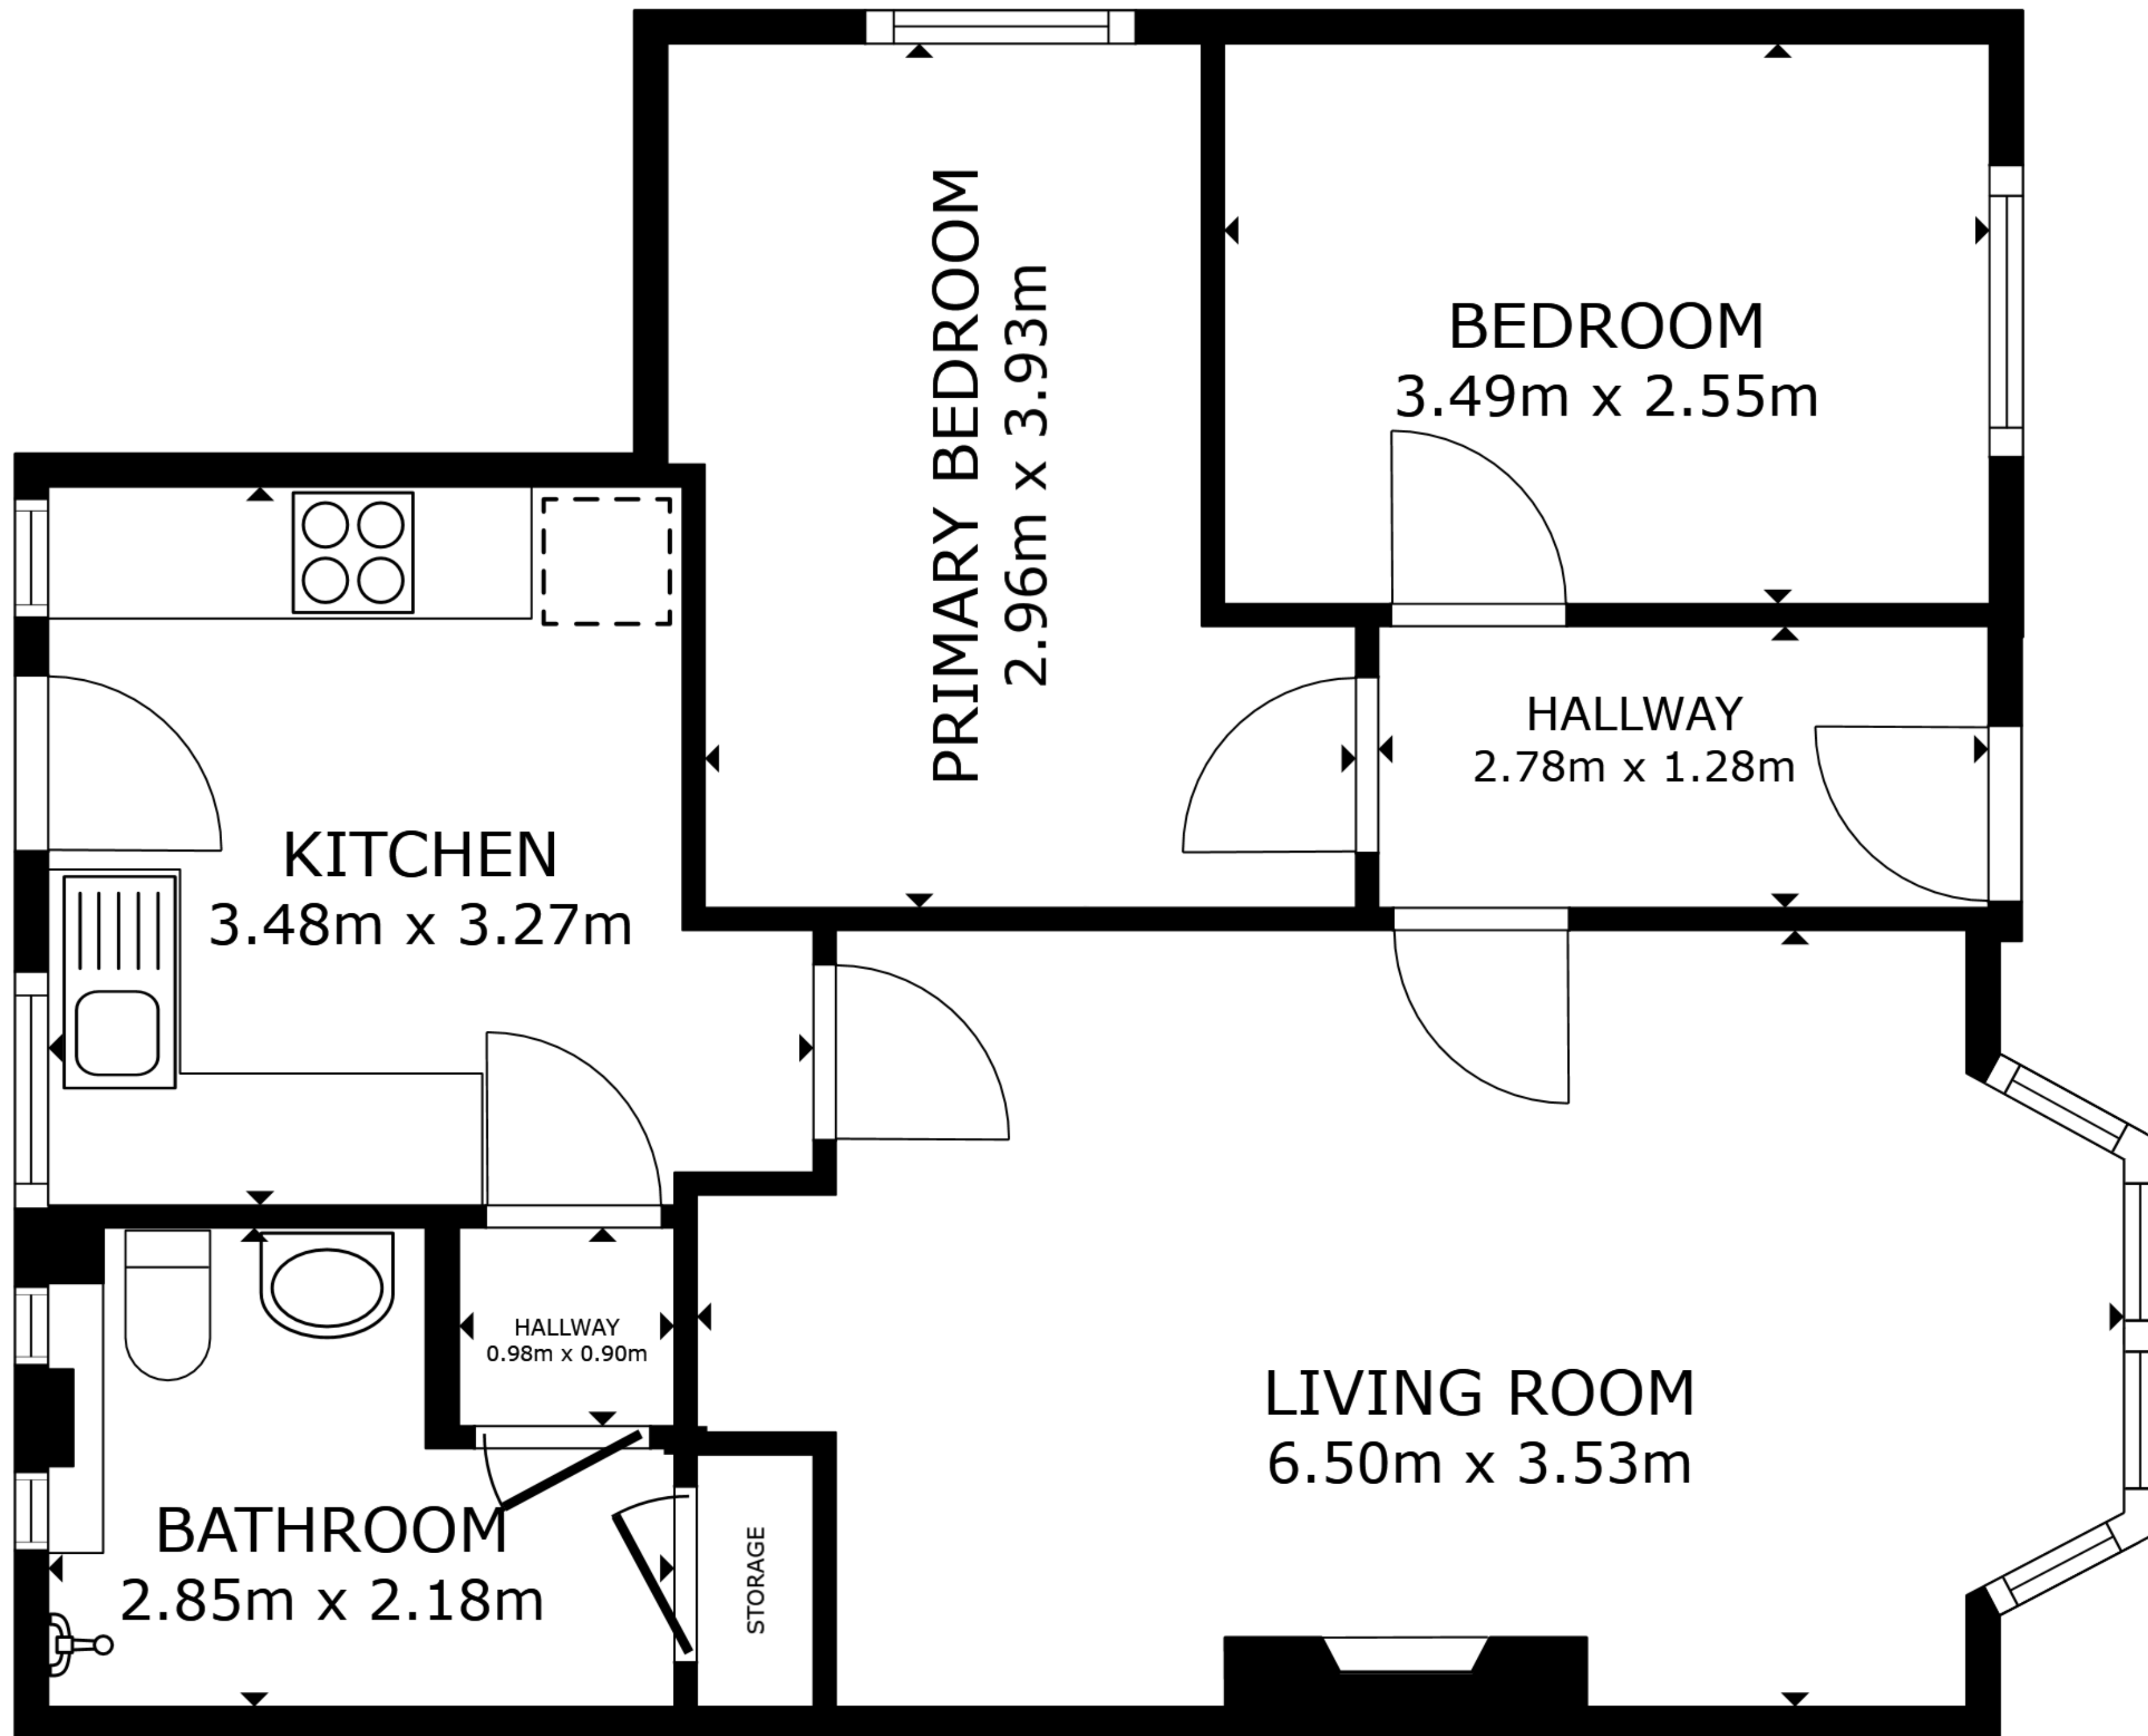 PRIMARY BEDROOM
2.96m x 3.93m
BEDROOM
3.49m x 2.55m
HALLWAY
2.78m x 1.28m
KITCHEN
3.48m x 3.27m
HALLWAY
0.98m x 0.90m
LIVING ROOM
6.50m x 3.53m
BATHROOM
2.85m x 2.18m
STORAGE